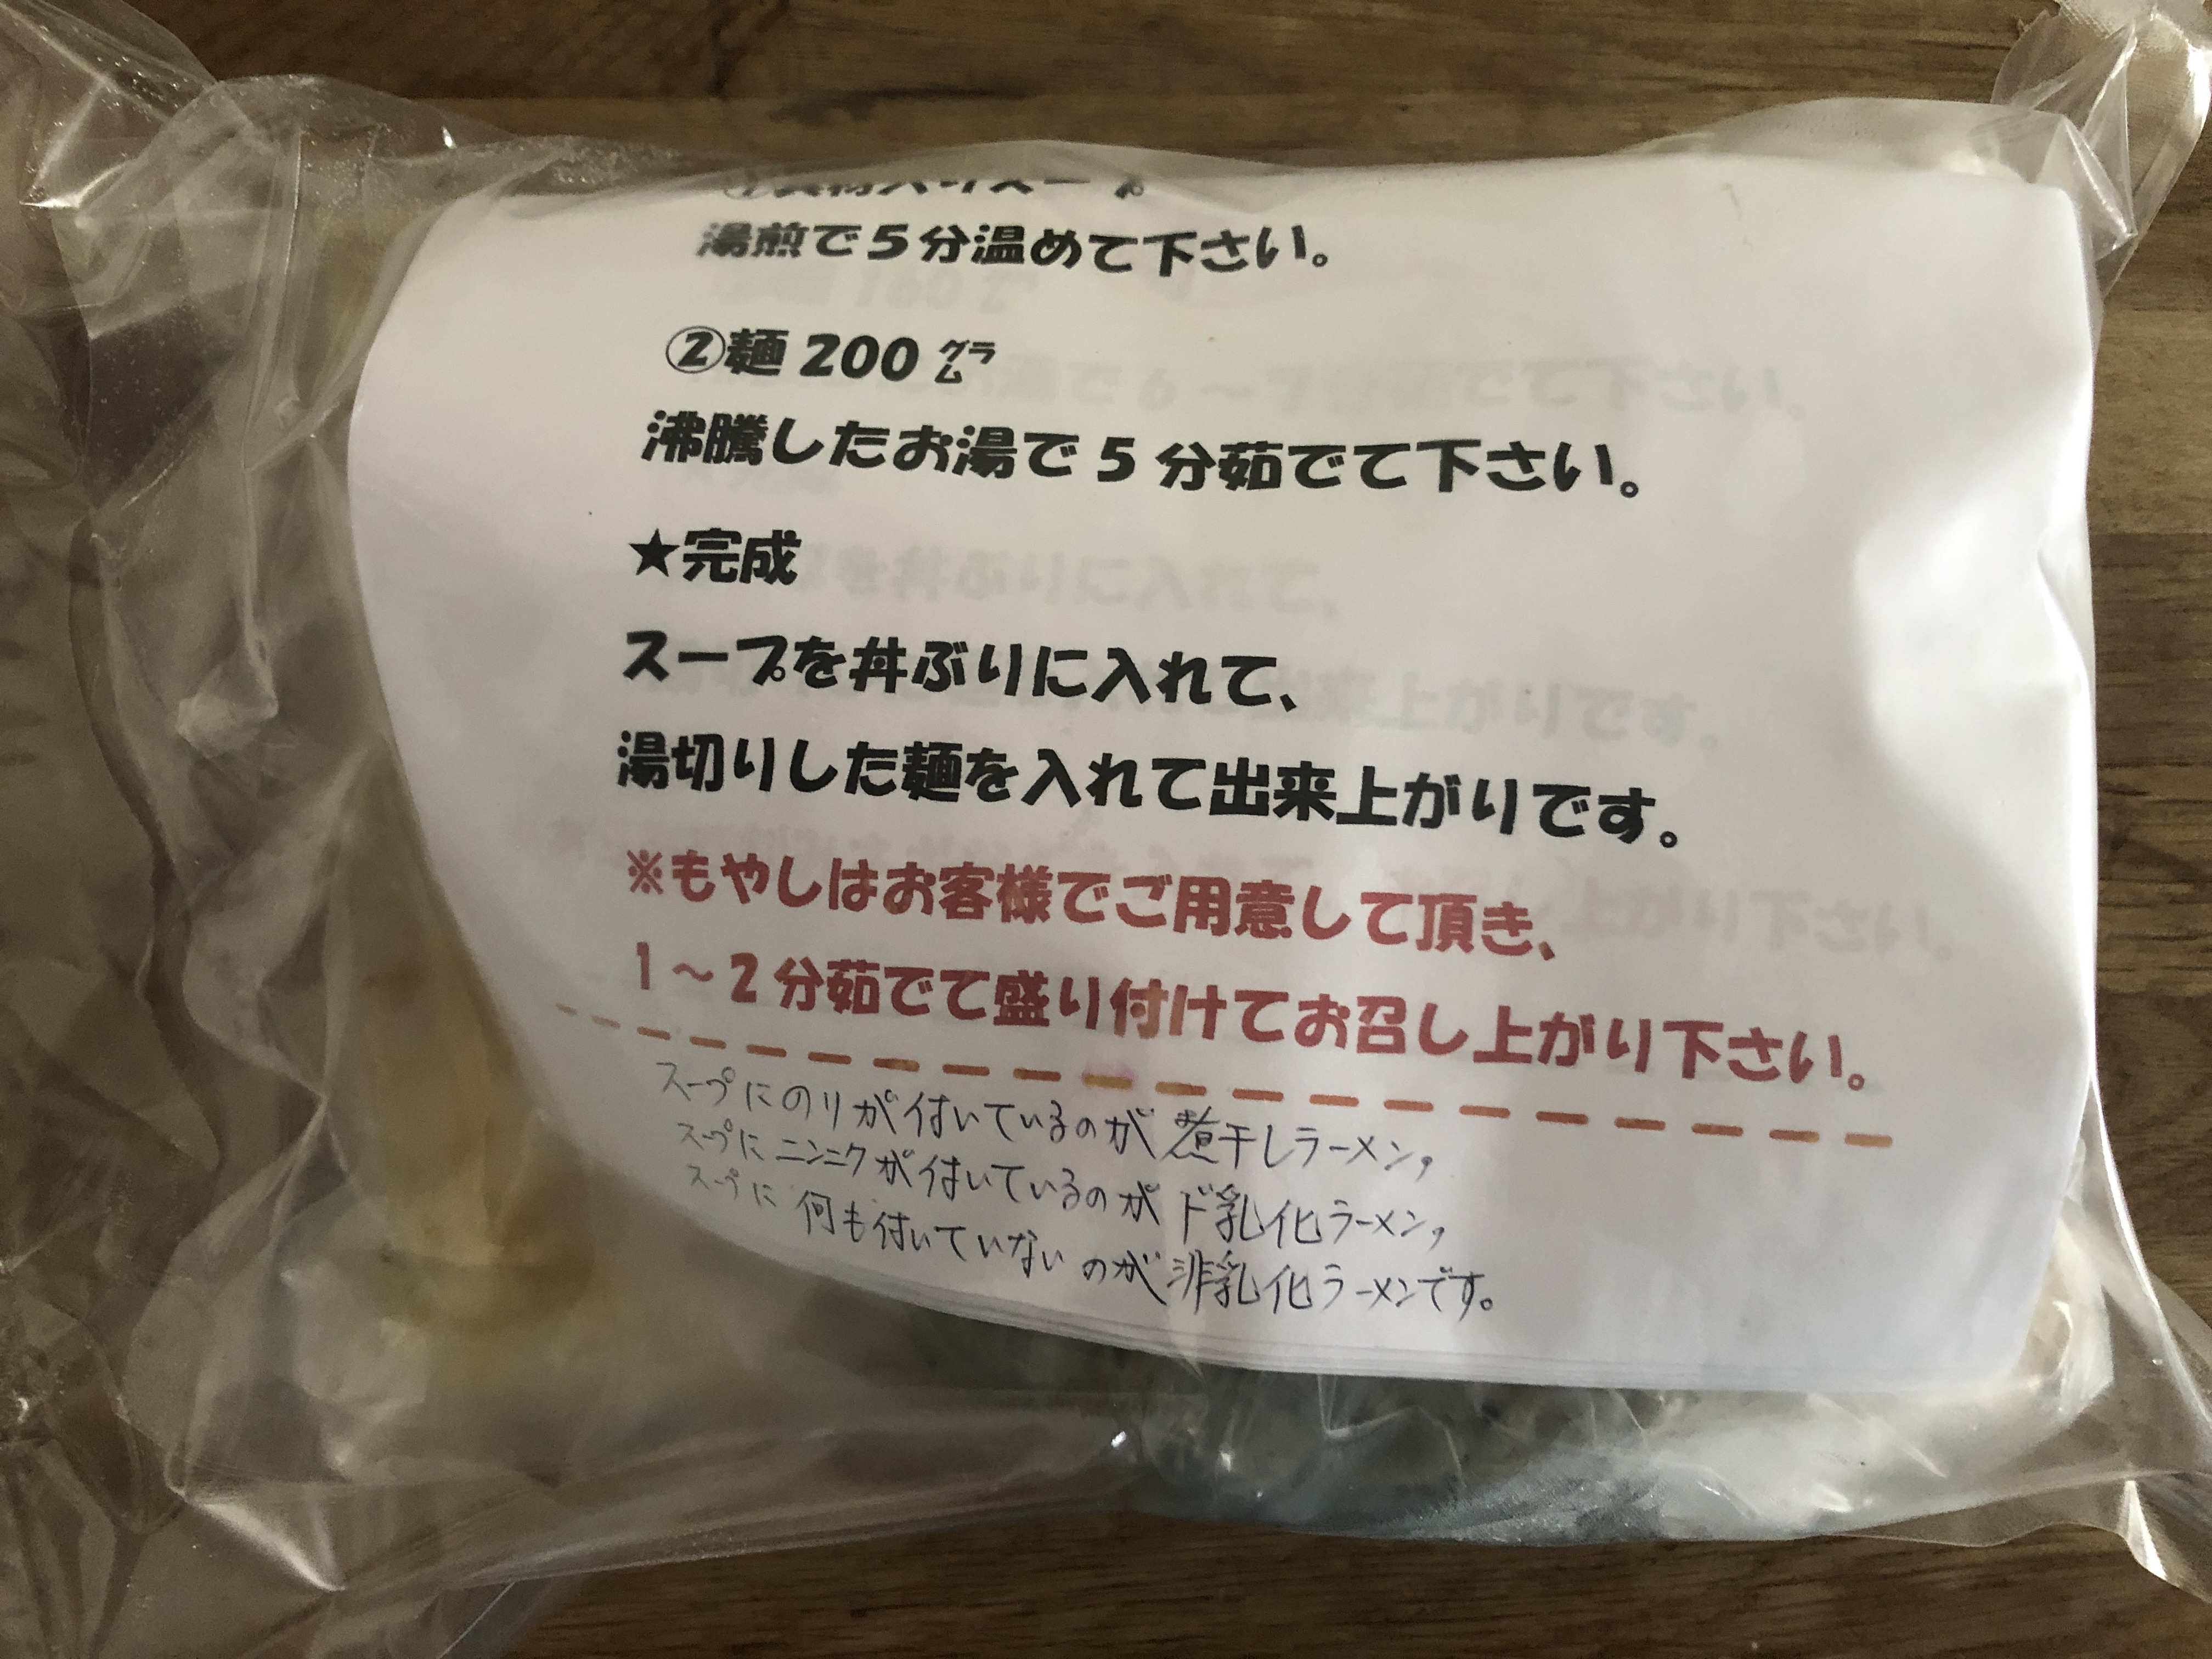 湯煎で5分温めて下さい。
②麺200㌘
沸騰したお湯で5分茹でて下さい。
★完成
スープを丼ぶりに入れて、
湯切りした麺を入れて出来上がりです。
※もやしはお客様でご用意して頂き、
1～2分茹でて盛り付けてお召し上がり下さい。
スープにのりが付いているのが煮干しラーメン,
スープにニンニクが付いているのがド乳化ラーメン,
スープに何も付いていないのが非乳化ラーメンです。